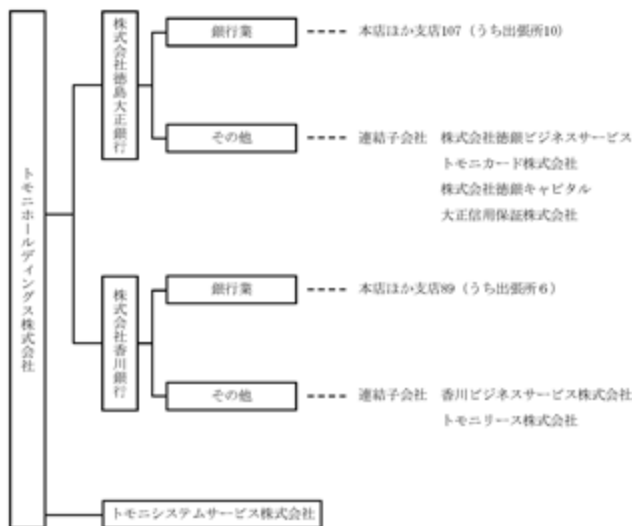 トモニホールディングス株式会社
株式会社徳島大正銀行
銀行業
本店ほか支店107（うち出張所10）
その他
連結子会社 株式会社徳銀ビジネスサービス
トモニカード株式会社
株式会社徳銀キャピタル
大正信用保証株式会社
株式会社香川銀行
銀行業
本店ほか支店89（うち出張所６）
その他
連結子会社 香川ビジネスサービス株式会社
トモニリース株式会社
トモニシステムサービス株式会社